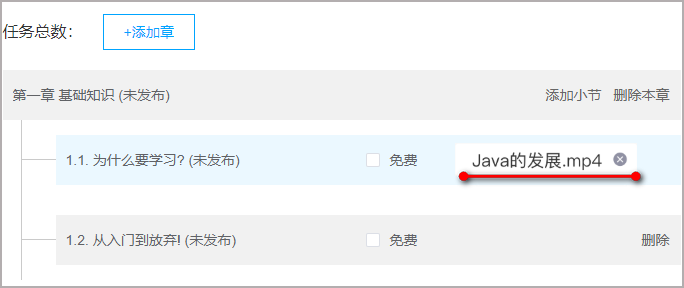 任务总数： +添加章
第一章 基础知识 (未发布) 添加小节 删除本章
1.1. 为什么要学习? (未发布) 免费 Java的发展.mp4
1.2. 从入门到放弃! (未发布) 免费 删除